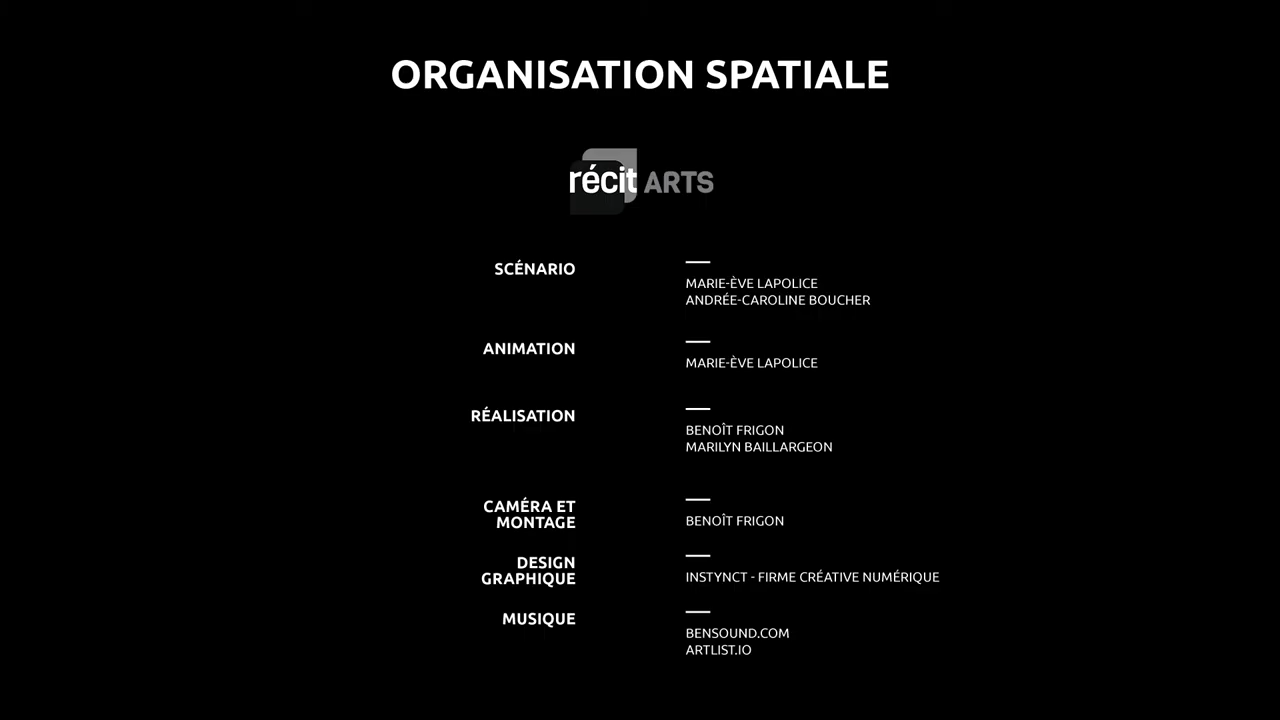 ORGANISATION SPATIALE
récit ARTS
SCÉNARIO
MARIE-ÈVE LAPOLICE
ANDRÉE-CAROLINE BOUCHER
ANIMATION
MARIE-ÈVE LAPOLICE
RÉALISATION
BENOÎT FRIGON
MARILYN BAILLARGEON
CAMÉRA ET
MONTAGE
BENOÎT FRIGON
DESIGN
GRAPHIQUE
INSTYNCT - FIRME CRÉATIVE NUMÉRIQUE
MUSIQUE
BENSOUND.COM
ARTLIST.IO